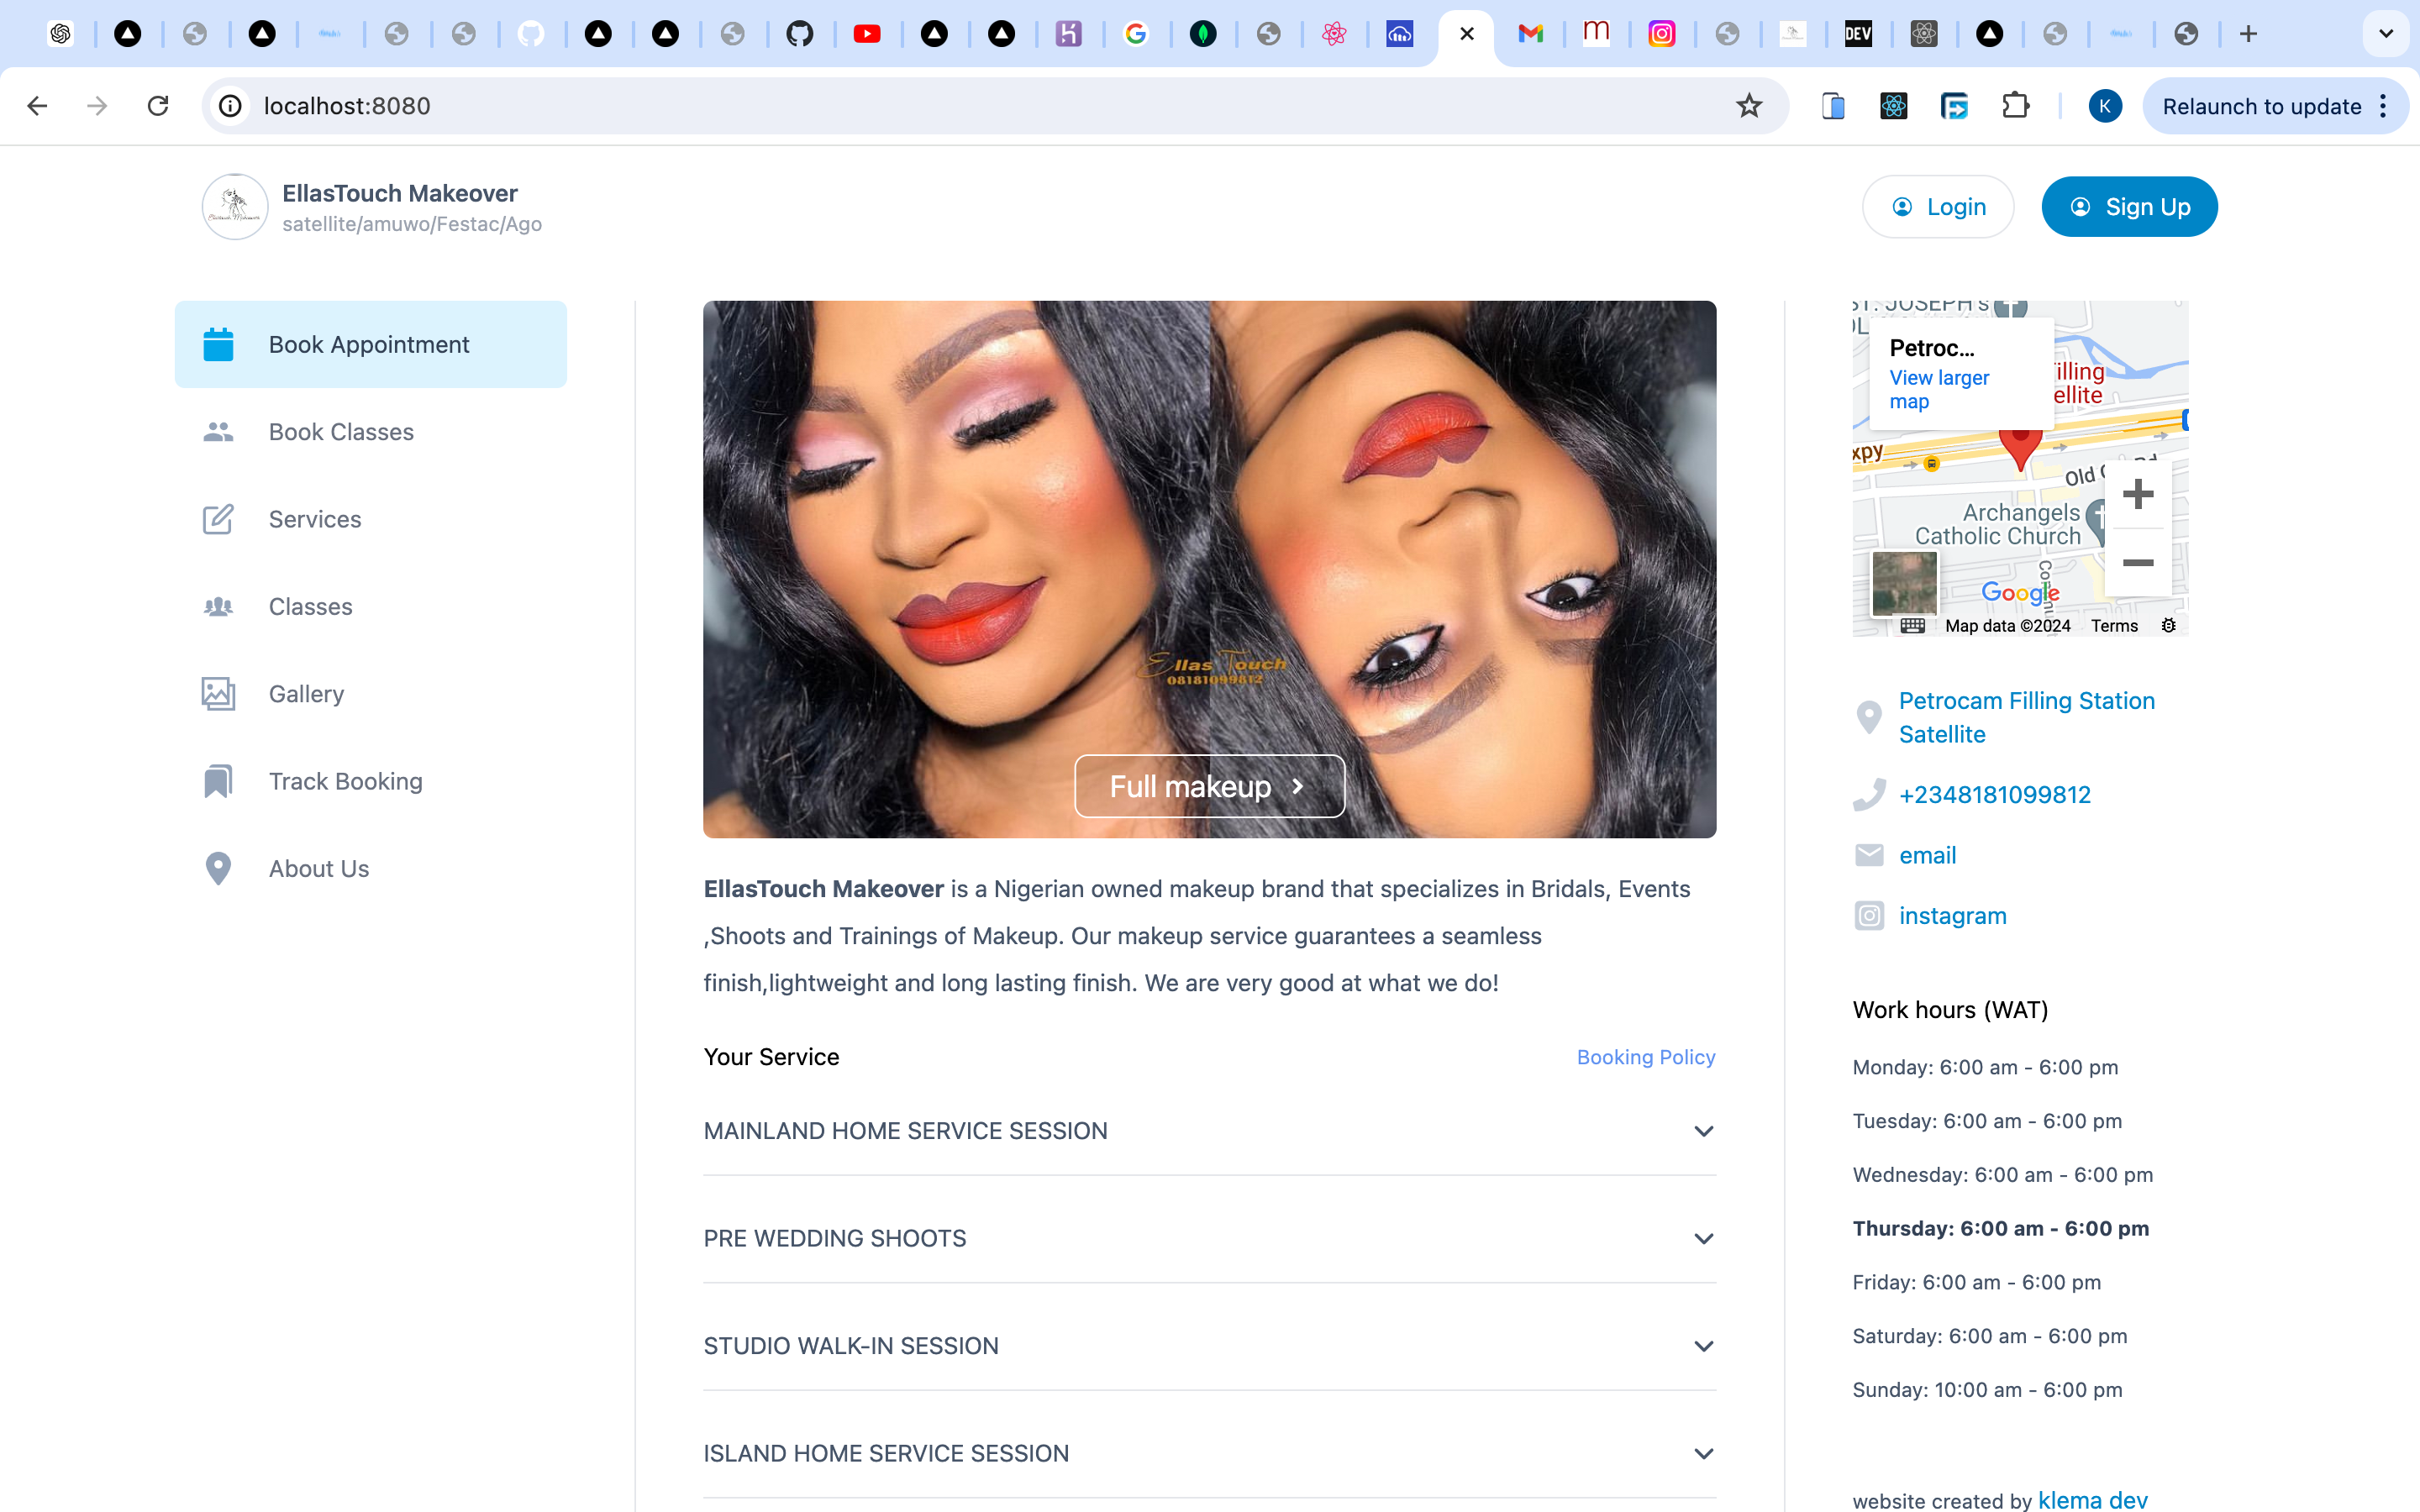 localhost:8080
K
Relaunch to update
DEV
m
EllasTouch Makeover
satellite/amuwo/Festac/Ago
Login
Sign Up
Book Appointment
Book Classes
Services
Classes
Gallery
Track Booking
About Us
Ellas Touch
08181099812
Full makeup
EllasTouch Makeover is a Nigerian owned makeup brand that specializes in Bridals, Events
,Shoots and Trainings of Makeup. Our makeup service guarantees a seamless
finish,lightweight and long lasting finish. We are very good at what we do!
Your Service
Booking Policy
MAINLAND HOME SERVICE SESSION
PRE WEDDING SHOOTS
STUDIO WALK-IN SESSION
ISLAND HOME SERVICE SESSION
ST. JOSEPH'S
Petroc...
View larger
map
illing
ellite
xpy
Old
Archangels
Catholic Church
Google
Map data ©2024
Terms
Petrocam Filling Station
Satellite
+2348181099812
email
instagram
Work hours (WAT)
Monday: 6:00 am - 6:00 pm
Tuesday: 6:00 am - 6:00 pm
Wednesday: 6:00 am - 6:00 pm
Thursday: 6:00 am - 6:00 pm
Friday: 6:00 am - 6:00 pm
Saturday: 6:00 am - 6:00 pm
Sunday: 10:00 am - 6:00 pm
website created by klema dev